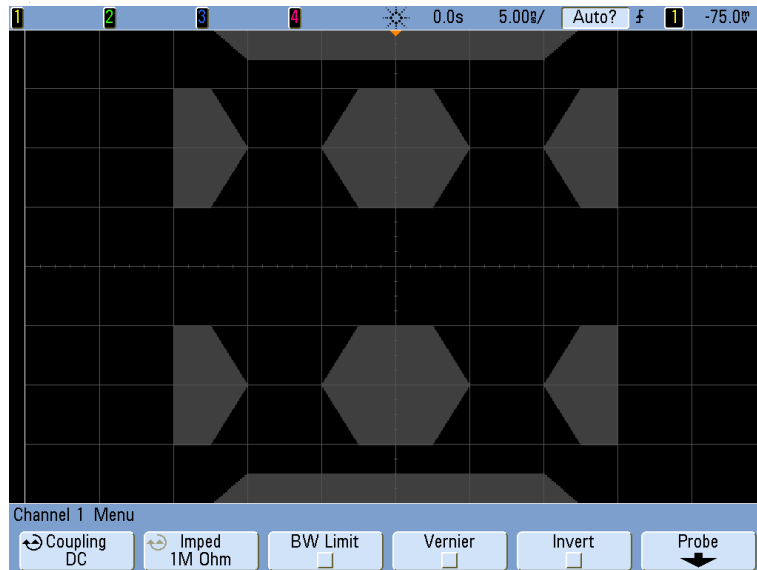 1 2 3 4 0.0s 5.00s/ Auto? 1 -75.0V
Channel 1 Menu
Coupling Imped BW Limit Vernier Invert Probe
DC 1M Ohm